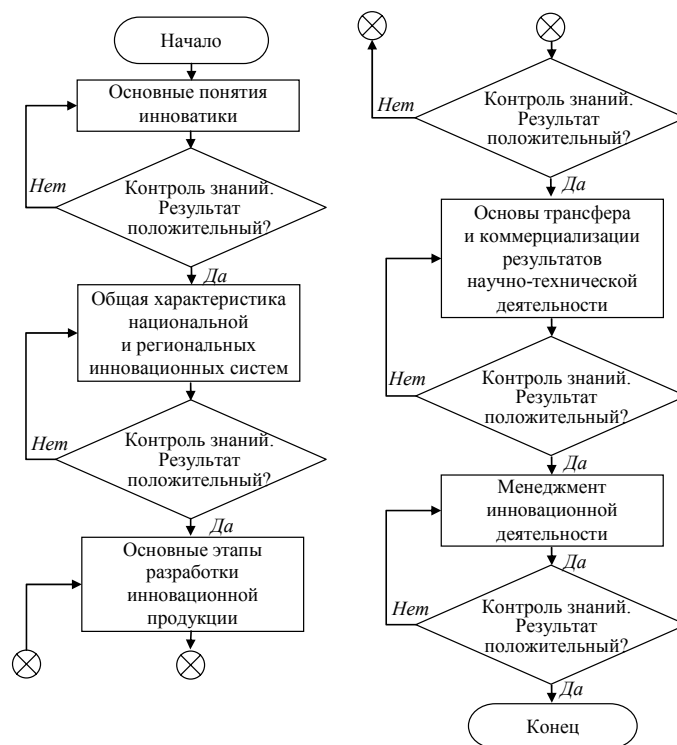 Начало
Основные понятия
инноватики
Нет
Контроль знаний.
Результат
положительный?
Да
Общая характеристика
национальной
и региональных
инновационных систем
Нет
Контроль знаний.
Результат
положительный?
Да
Основные этапы
разработки
инновационной
продукции
Нет
Контроль знаний.
Результат
положительный?
Да
Основы трансфера
и коммерциализации
результатов
научно-технической
деятельности
Нет
Контроль знаний.
Результат
положительный?
Да
Менеджмент
инновационной
деятельности
Да
Нет
Контроль знаний.
Результат
положительный?
Да
Конец